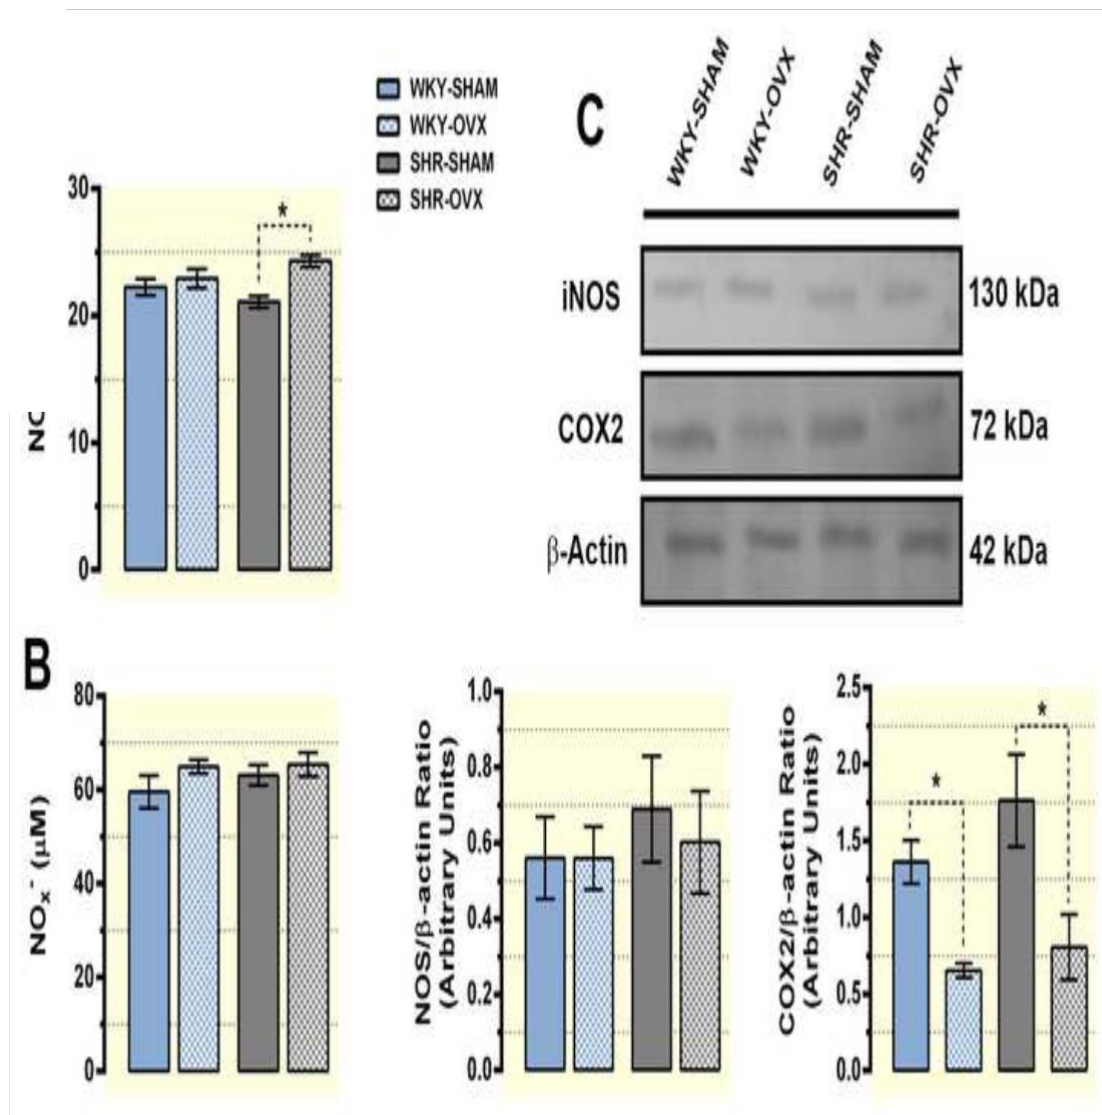 WKY-SHAM
WKY-OVX
SHR-SHAM
SHR-OVX
30
20
10
0
*
C
WKY-SHAM
WKY-OVX
SHR-SHAM
SHR-OVX
iNOS
130 kDa
COX2
72 kDa
β-Actin
42 kDa
B
NOₓ⁻ (μM)
80
60
40
20
0
NOS/β-actin Ratio
(Arbitrary Units)
1.0
0.8
0.6
0.4
0.2
0.0
COX2/β-actin Ratio
(Arbitrary Units)
2.5
2.0
1.5
1.0
0.5
0.0
*
*